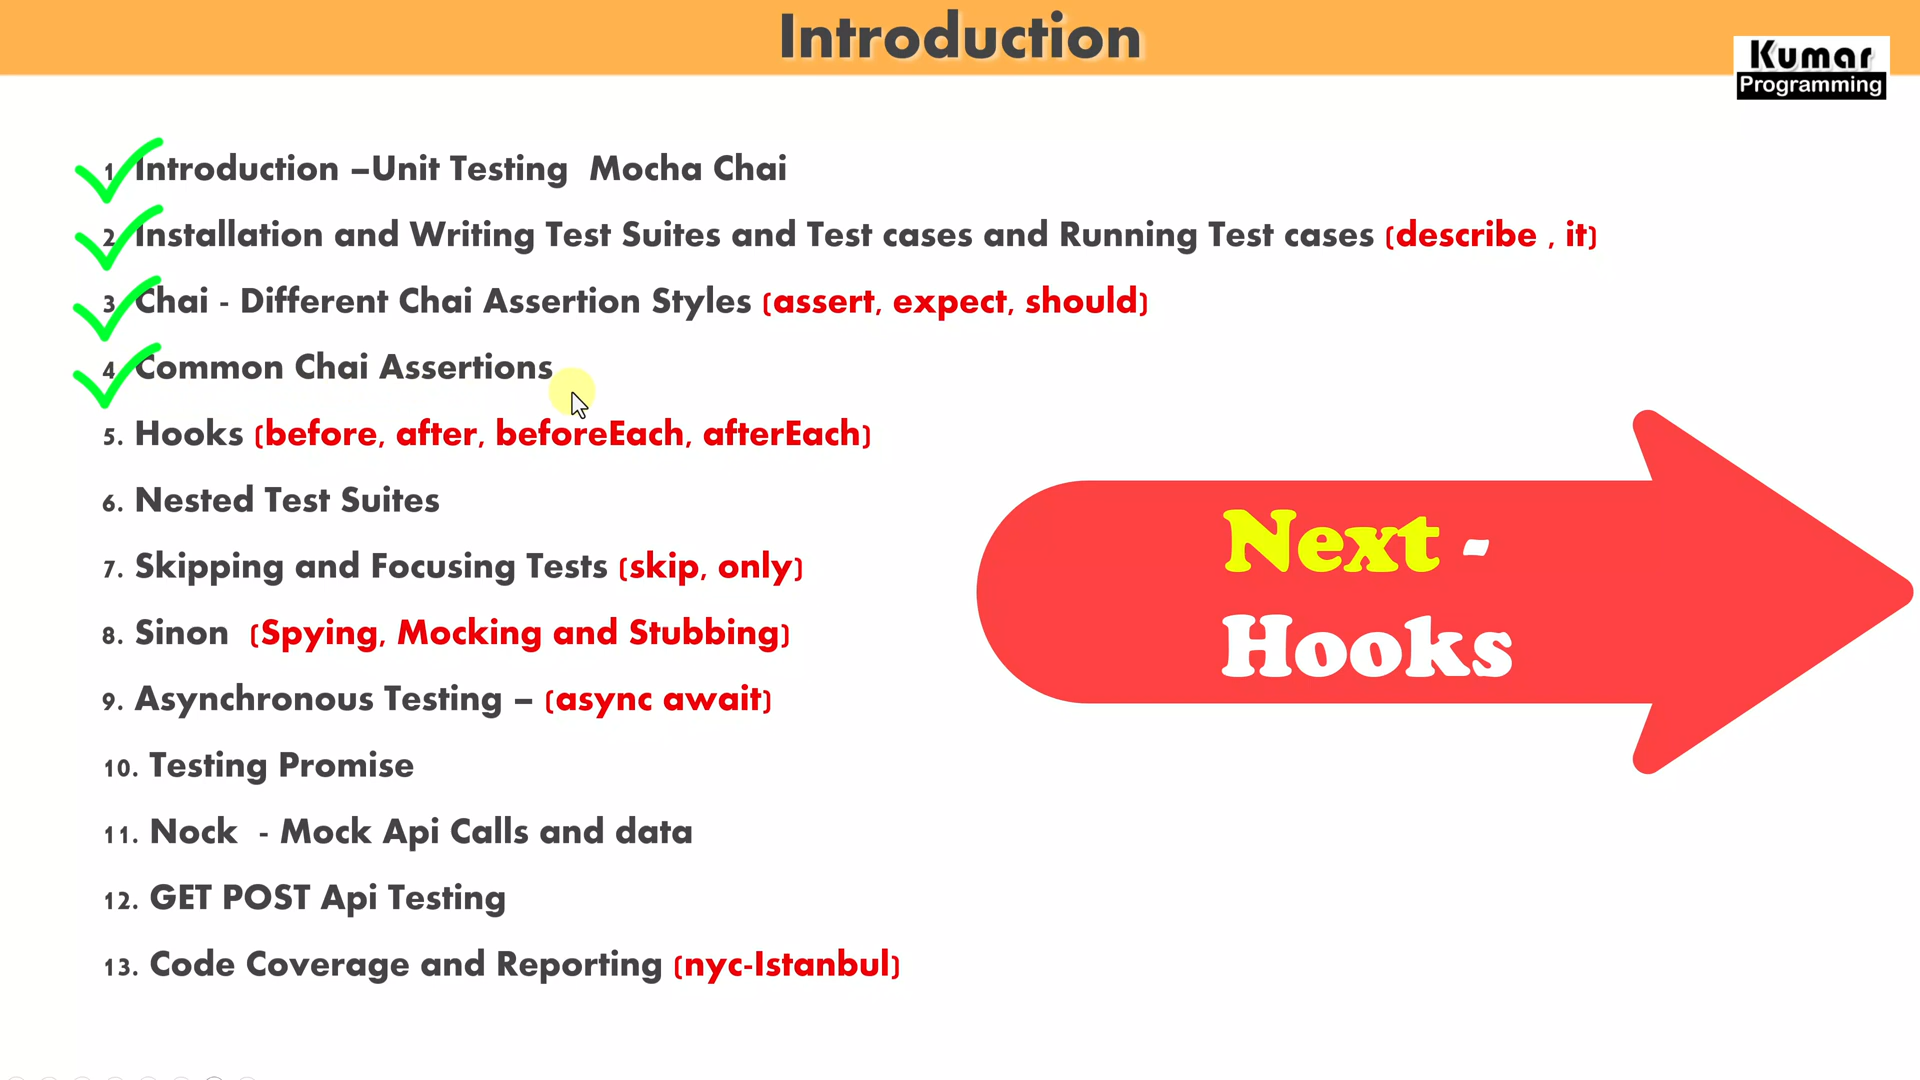 Introduction
Kumar
Programming
1. Introduction –Unit Testing  Mocha Chai
2. Installation and Writing Test Suites and Test cases and Running Test cases (describe , it)
3. Chai - Different Chai Assertion Styles (assert, expect, should)
4. Common Chai Assertions
5. Hooks (before, after, beforeEach, afterEach)
6. Nested Test Suites
7. Skipping and Focusing Tests (skip, only)
8. Sinon  (Spying, Mocking and Stubbing)
9. Asynchronous Testing – (async await)
10. Testing Promise
11. Nock  - Mock Api Calls and data
12. GET POST Api Testing
13. Code Coverage and Reporting (nyc-Istanbul)
Next -
Hooks